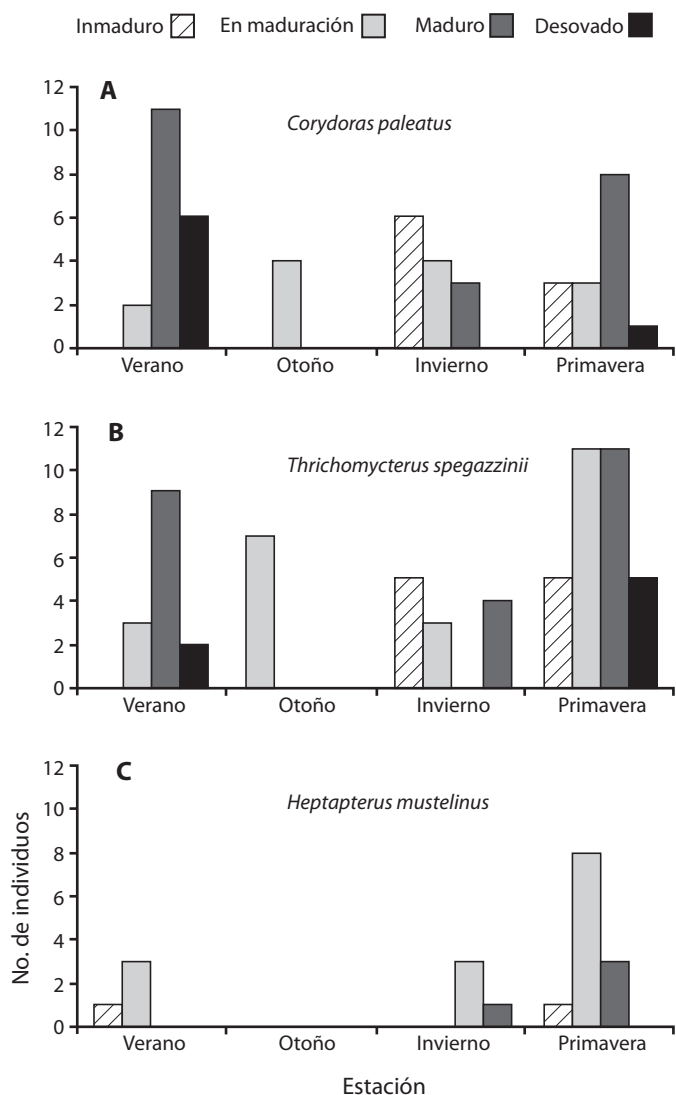 Inmaduro En maduración Maduro Desovado
A
Corydoras paleatus
12
10
8
6
4
2
0
Verano Otoño Invierno Primavera
B
Thrichomycterus spegazzinii
12
10
8
6
4
2
0
Verano Otoño Invierno Primavera
C
Heptapterus mustelinus
No. de individuos
12
10
8
6
4
2
0
Verano Otoño Invierno Primavera
Estación